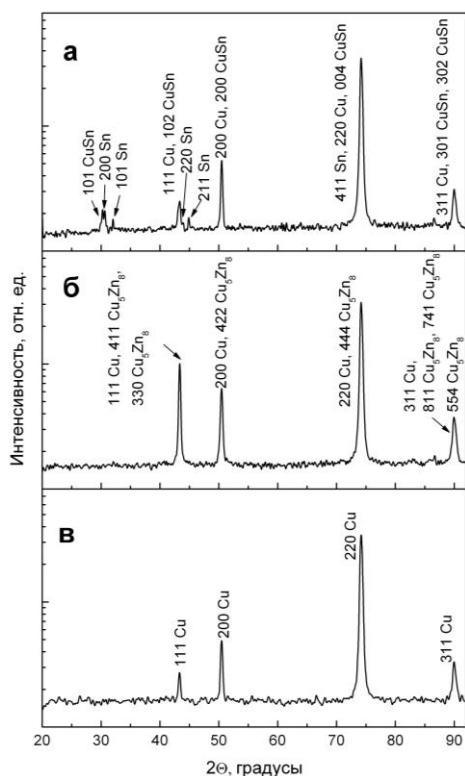 Интенсивность, отн. ед.
а
101 CuSn
200 Sn
101 Sn
111 Cu, 102 CuSn
220 Sn
211 Sn
200 Cu, 200 CuSn
411 Sn, 220 Cu, 004 CuSn
311 Cu, 301 CuSn, 302 CuSn
б
111 Cu, 411 Cu₅Zn₈,
330 Cu₅Zn₈
200 Cu, 422 Cu₅Zn₈
220 Cu, 444 Cu₅Zn₈
311 Cu,
811 Cu₅Zn₈, 741 Cu₅Zn₈
554 Cu₅Zn₈
в
111 Cu
200 Cu
220 Cu
311 Cu
20 30 40 50 60 70 80 90
2Θ, градусы